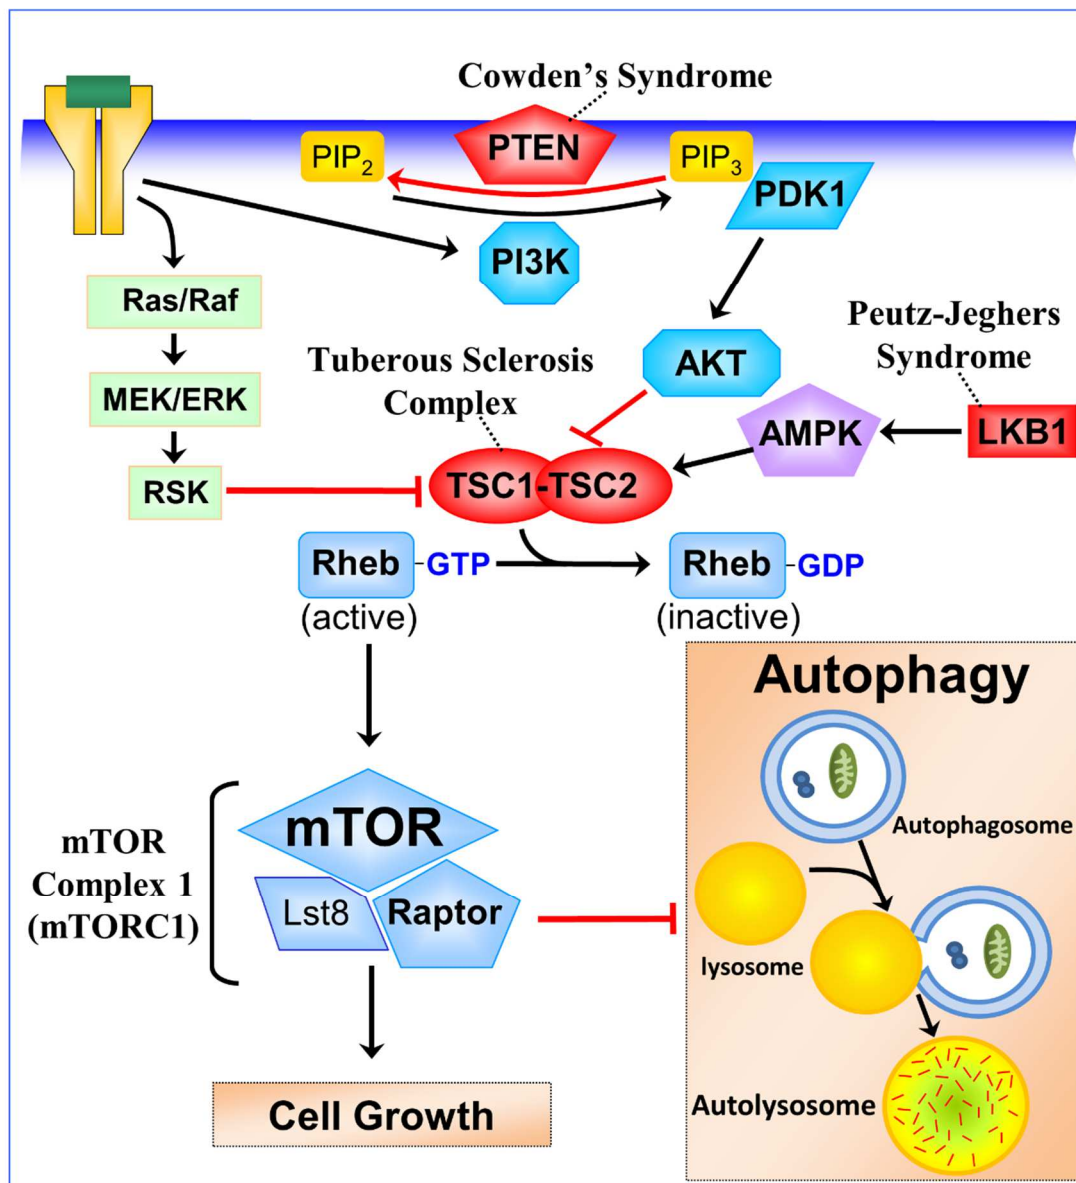 Cowden's Syndrome
PIP2
PTEN
PIP3
PDK1
PI3K
Ras/Raf
MEK/ERK
RSK
Tuberous Sclerosis
Complex
AKT
Peutz-Jeghers
Syndrome
AMPK
LKB1
TSC1-TSC2
Rheb-GTP
(active)
Rheb-GDP
(inactive)
mTOR
Complex 1
(mTORC1)
mTOR
Lst8
Raptor
Cell Growth
Autophagy
Autophagosome
lysosome
Autolysosome